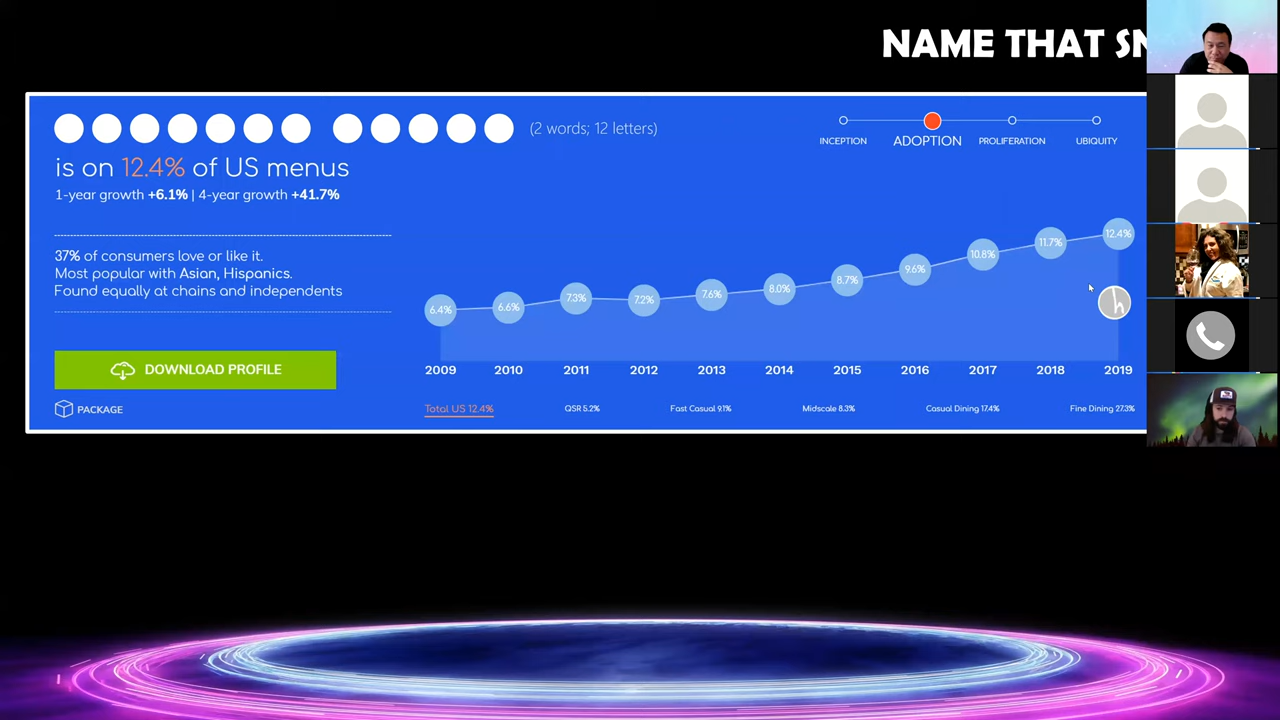 NAME THAT SN
(2 words; 12 letters)
is on 12.4% of US menus
1-year growth +6.1% | 4-year growth +41.7%
37% of consumers love or like it.
Most popular with Asian, Hispanics.
Found equally at chains and independents
DOWNLOAD PROFILE
PACKAGE
INCEPTION ADOPTION PROLIFERATION UBIQUITY
6.4% 6.6% 7.3% 7.2% 7.6% 8.0% 8.7% 9.6% 10.8% 11.7% 12.4%
2009 2010 2011 2012 2013 2014 2015 2016 2017 2018 2019
Total US 12.4% QSR 5.2% Fast Casual 9.1% Midscale 8.3% Casual Dining 17.4% Fine Dining 27.3%